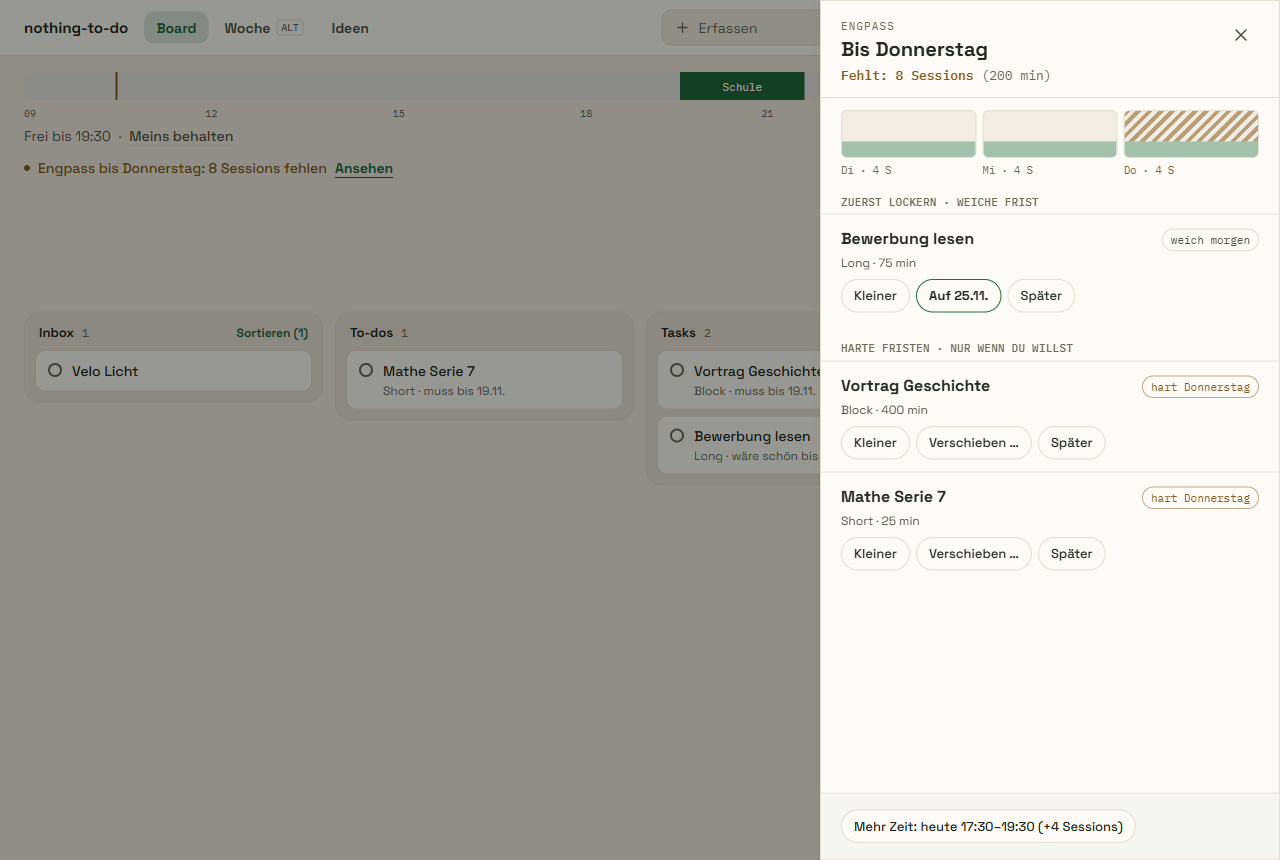 nothing-to-do
Board
Woche ALT
Ideen
+ Erfassen
Schule
09 12 15 18 21
Frei bis 19:30 · Meins behalten
Engpass bis Donnerstag: 8 Sessions fehlen Ansehen
Inbox 1 Sortieren (1)
Velo Licht
To-dos 1
Mathe Serie 7
Short · muss bis 19.11.
Tasks 2
Vortrag Geschichte
Block · muss bis 19.11.
Bewerbung lesen
Long · wäre schön bis
ENGPASS
Bis Donnerstag
Fehlt: 8 Sessions (200 min)
Di · 4 S
Mi · 4 S
Do · 4 S
ZUERST LOCKERN · WEICHE FRIST
Bewerbung lesen
weich morgen
Long · 75 min
Kleiner
Auf 25.11.
Später
HARTE FRISTEN · NUR WENN DU WILLST
Vortrag Geschichte
hart Donnerstag
Block · 400 min
Kleiner
Verschieben …
Später
Mathe Serie 7
hart Donnerstag
Short · 25 min
Kleiner
Verschieben …
Später
Mehr Zeit: heute 17:30–19:30 (+4 Sessions)